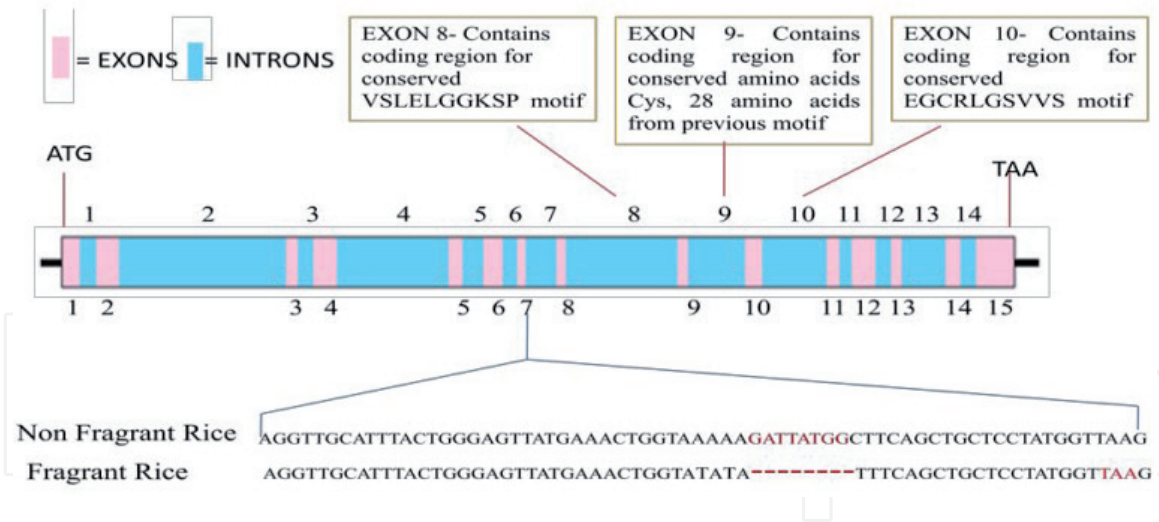 = EXONS
= INTRONS
EXON 8- Contains
coding region for
conserved
VSLELGGKSP motif
EXON 9- Contains
coding region for
conserved amino acids
Cys, 28 amino acids
from previous motif
EXON 10- Contains
coding region for
conserved
EGCRLGSVVS motif
ATG
TAA
1 2 3 4 5 6 7 8 9 10 11 12 13 14
1 2 3 4 5 6 7 8 9 10 11 12 13 14 15
Non Fragrant Rice AGGTTGCATTTACTGGGAGTTATGAAACTGGTAAAAAGATTATGGCTTCAGCTGCTCCTATGGTTAAG
Fragrant Rice AGGTTGCATTTACTGGGAGTTATGAAACTGGTATATA--------TTTCAGCTGCTCCTATGGTTAAG